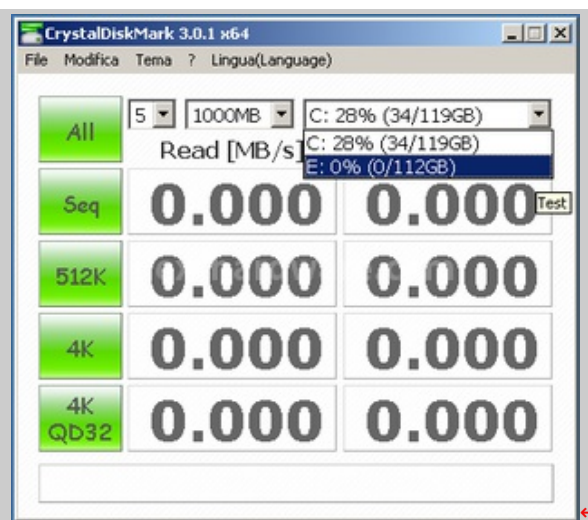 CrystalDiskMark 3.0.1 x64
File Modifica Tema ? Lingua(Language)
All 5 1000MB C: 28% (34/119GB)
Read [MB/s] C: 28% (34/119GB)
E: 0% (0/112GB)
Test
Seq 0.000 0.000
512K 0.000 0.000
4K 0.000 0.000
4K
QD32 0.000 0.000